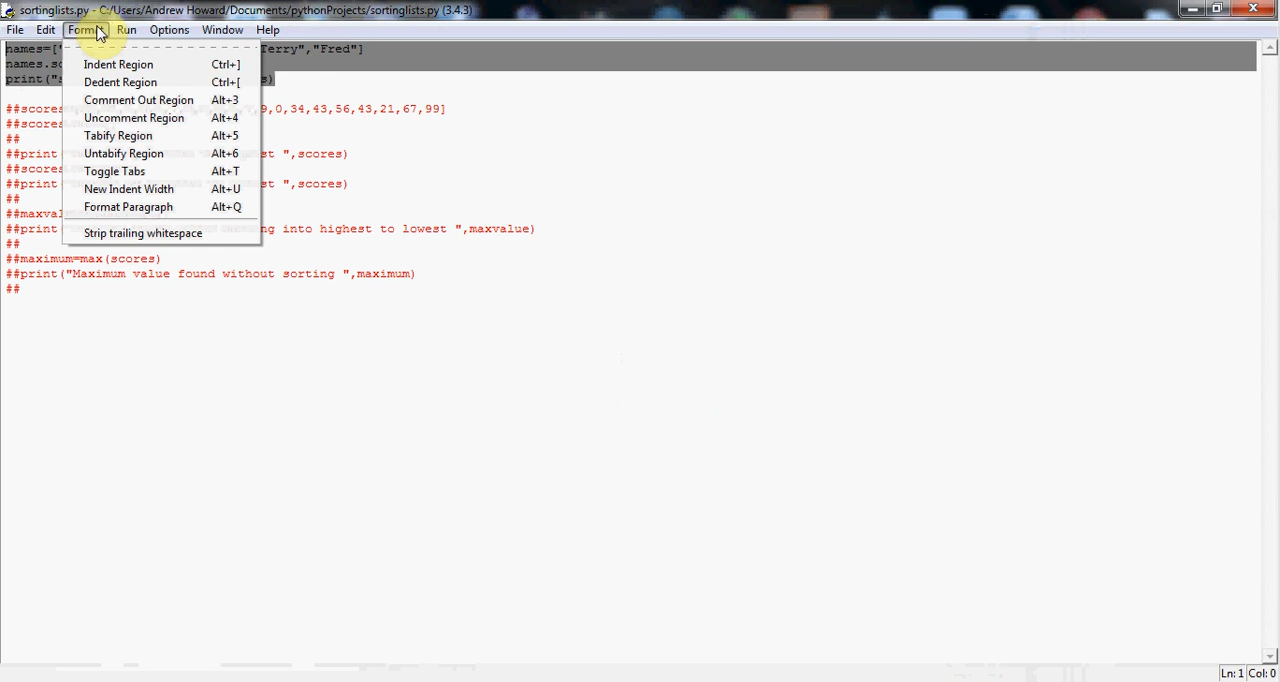 sortinglists.py - C:/Users/Andrew Howard/Documents/pythonProjects/sortinglists.py (3.4.3)
File Edit Format Run Options Window Help
names=["
Terry","Fred"]
names.so
print("s
s)
Indent Region Ctrl+]
Dedent Region Ctrl+[
Comment Out Region Alt+3
Uncomment Region Alt+4
Tabify Region Alt+5
Untabify Region Alt+6
Toggle Tabs Alt+T
New Indent Width Alt+U
Format Paragraph Alt+Q
Strip trailing whitespace
##scores
9,0,34,43,56,43,21,67,99]
##scores
##
##print
st ",scores)
##scores
##print
st ",scores)
##
##maxval
##print
ing into highest to lowest ",maxvalue)
##
##maximum=max(scores)
##print("Maximum value found without sorting ",maximum)
##
Ln: 1 Col: 0